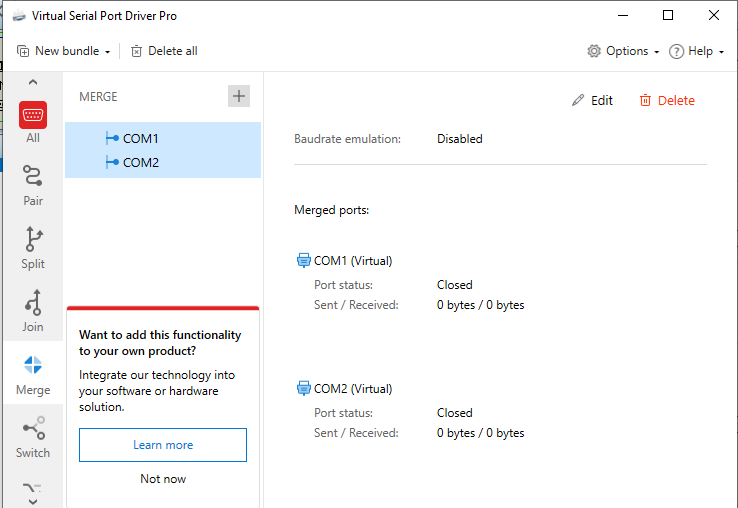 Virtual Serial Port Driver Pro
New bundle
Delete all
Options
Help
All
Pair
Split
Join
Merge
Switch
MERGE
COM1
COM2
Want to add this functionality
to your own product?
Integrate our technology into
your software or hardware
solution.
Learn more
Not now
Edit
Delete
Baudrate emulation: Disabled
Merged ports:
COM1 (Virtual)
Port status: Closed
Sent / Received: 0 bytes / 0 bytes
COM2 (Virtual)
Port status: Closed
Sent / Received: 0 bytes / 0 bytes